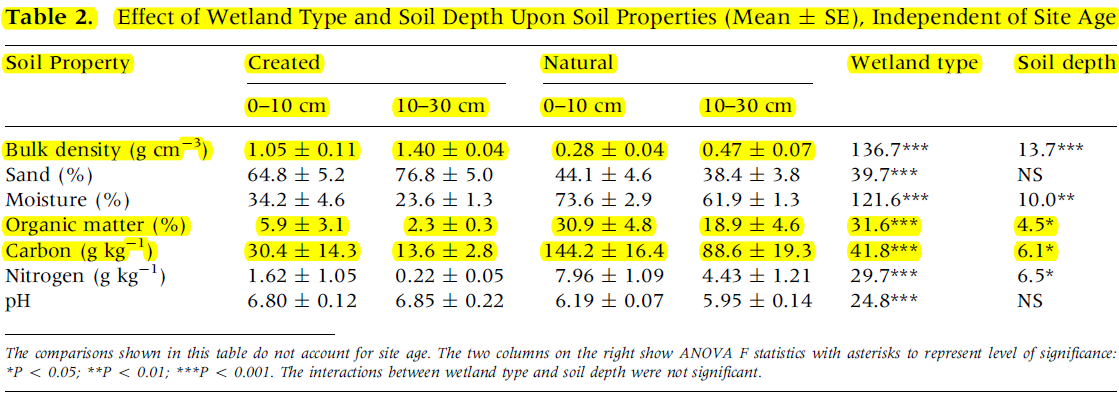 Table 2. Effect of Wetland Type and Soil Depth Upon Soil Properties (Mean ± SE), Independent of Site Age
Soil Property Created Natural Wetland type Soil depth
0–10 cm 10–30 cm 0–10 cm 10–30 cm
Bulk density (g cm−3) 1.05 ± 0.11 1.40 ± 0.04 0.28 ± 0.04 0.47 ± 0.07 136.7*** 13.7***
Sand (%) 64.8 ± 5.2 76.8 ± 5.0 44.1 ± 4.6 38.4 ± 3.8 39.7*** NS
Moisture (%) 34.2 ± 4.6 23.6 ± 1.3 73.6 ± 2.9 61.9 ± 1.3 121.6*** 10.0**
Organic matter (%) 5.9 ± 3.1 2.3 ± 0.3 30.9 ± 4.8 18.9 ± 4.6 31.6*** 4.5*
Carbon (g kg−1) 30.4 ± 14.3 13.6 ± 2.8 144.2 ± 16.4 88.6 ± 19.3 41.8*** 6.1*
Nitrogen (g kg−1) 1.62 ± 1.05 0.22 ± 0.05 7.96 ± 1.09 4.43 ± 1.21 29.7*** 6.5*
pH 6.80 ± 0.12 6.85 ± 0.22 6.19 ± 0.07 5.95 ± 0.14 24.8*** NS
The comparisons shown in this table do not account for site age. The two columns on the right show ANOVA F statistics with asterisks to represent level of significance:
*P < 0.05; **P < 0.01; ***P < 0.001. The interactions between wetland type and soil depth were not significant.